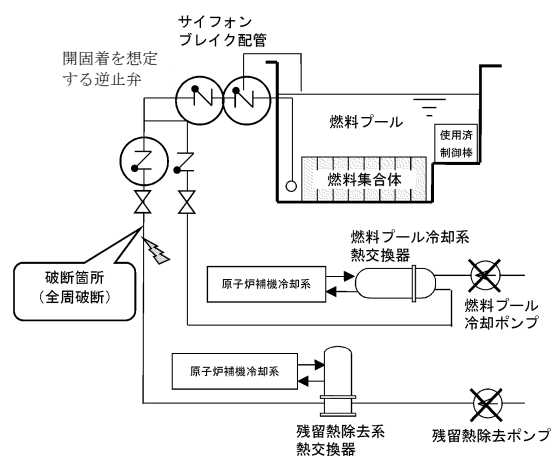 サイフォン
ブレイク配管
開固着を想定
する逆止弁
燃料プール
使用済
制御棒
燃料集合体
燃料プール冷却系
熱交換器
破断箇所
（全周破断）
原子炉補機冷却系
燃料プール
冷却ポンプ
原子炉補機冷却系
残留熱除去系
熱交換器
残留熱除去ポンプ